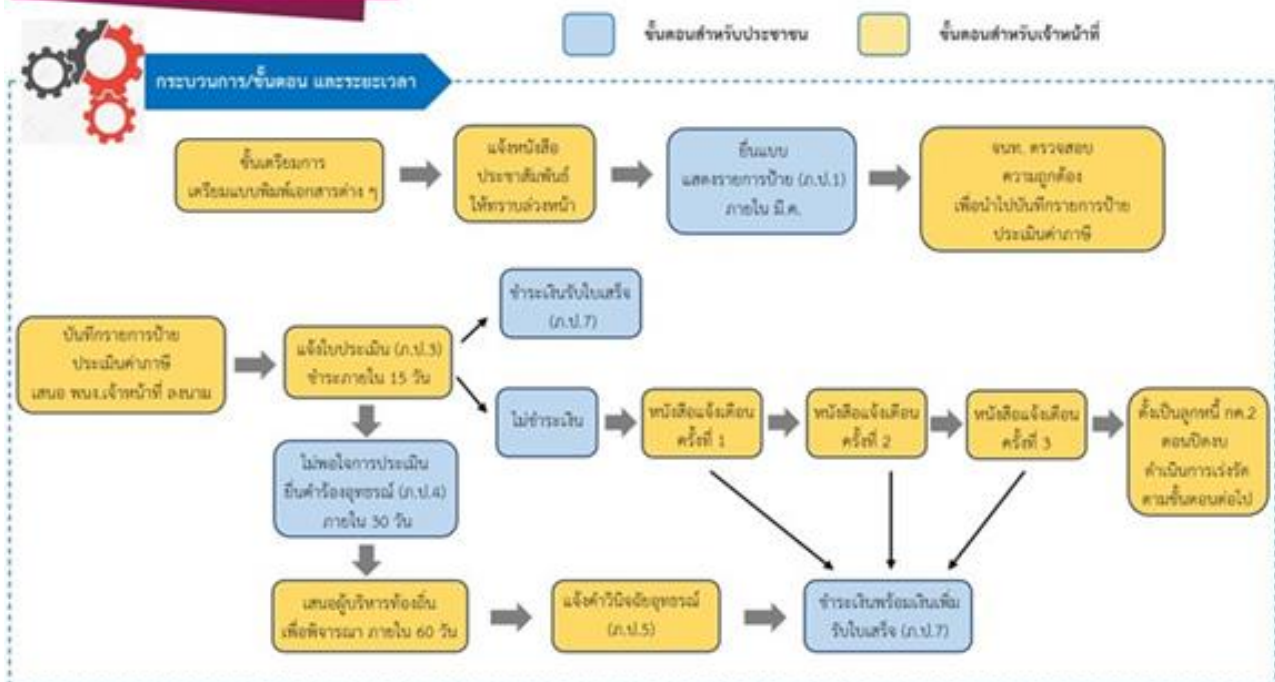 ขั้นตอนสำหรับประชาชน
ขั้นตอนสำหรับเจ้าหน้าที่
กระบวนการ/ขั้นตอน และระยะเวลา
ขั้นเตรียมการ
เตรียมแบบพิมพ์เอกสารต่าง ๆ
แจ้งหนังสือ
ประชาสัมพันธ์
ให้ทราบล่วงหน้า
ยื่นแบบ
แสดงรายการป้าย (ภ.ป.1)
ภายใน มี.ค.
จนท. ตรวจสอบ
ความถูกต้อง
เพื่อนำไปบันทึกรายการป้าย
ประเมินค่าภาษี
บันทึกรายการป้าย
ประเมินค่าภาษี
เสนอ พนง.เจ้าหน้าที่ ลงนาม
แจ้งใบประเมิน (ภ.ป.3)
ชำระภายใน 15 วัน
ชำระเงินรับใบเสร็จ
(ภ.ป.7)
ไม่ชำระเงิน
หนังสือแจ้งเตือน
ครั้งที่ 1
หนังสือแจ้งเตือน
ครั้งที่ 2
หนังสือแจ้งเตือน
ครั้งที่ 3
ตั้งเป็นลูกหนี้ กค.2
ตอนปิดงบ
ดำเนินการเร่งรัด
ตามขั้นตอนต่อไป
ไม่พอใจการประเมิน
ยื่นคำร้องอุทธรณ์ (ภ.ป.4)
ภายใน 30 วัน
เสนอผู้บริหารท้องถิ่น
เพื่อพิจารณา ภายใน 60 วัน
แจ้งคำวินิจฉัยอุทธรณ์
(ภ.ป.5)
ชำระเงินพร้อมเงินเพิ่ม
รับใบเสร็จ (ภ.ป.7)